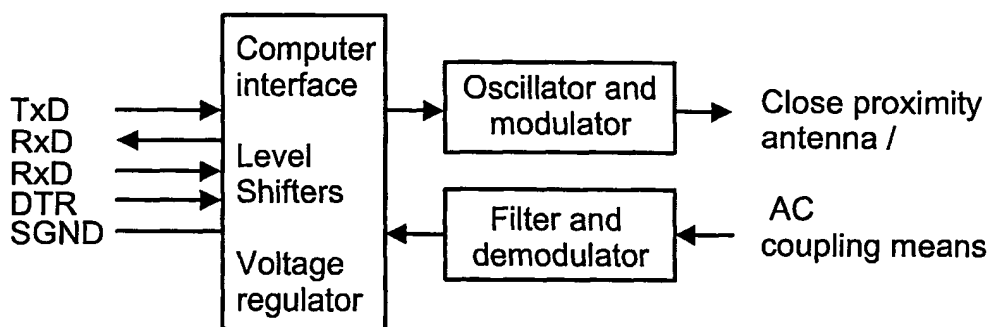 TxD
RxD
RxD
DTR
SGND
Computer
interface
Level
Shifters
Voltage
regulator
Oscillator and
modulator
Filter and
demodulator
Close proximity
antenna /
AC
coupling means